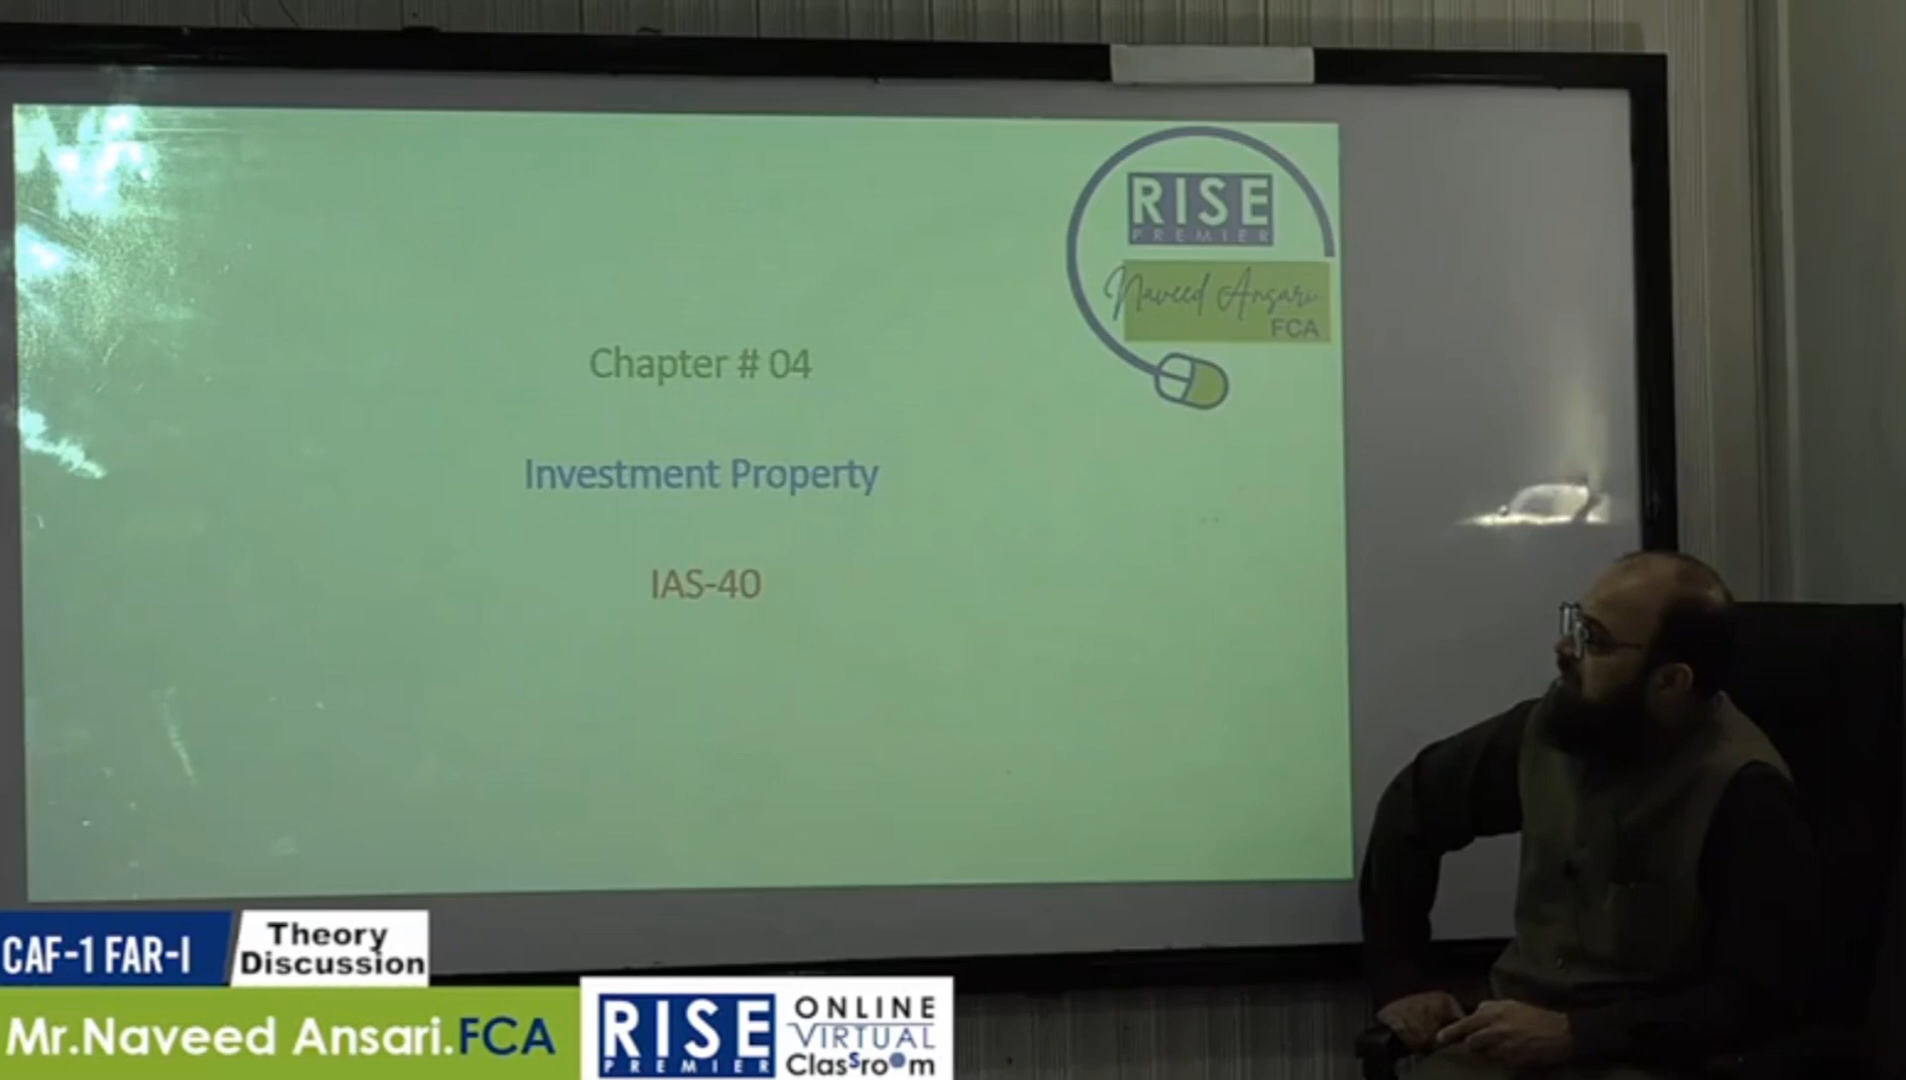 RISE
PREMIER
Naveed Ansari
FCA
Chapter # 04
Investment Property
IAS-40
CAF-1 FAR-I
Theory
Discussion
Mr.Naveed Ansari.FCA
RISE
PREMIER
ONLINE
VIRTUAL
Classroom